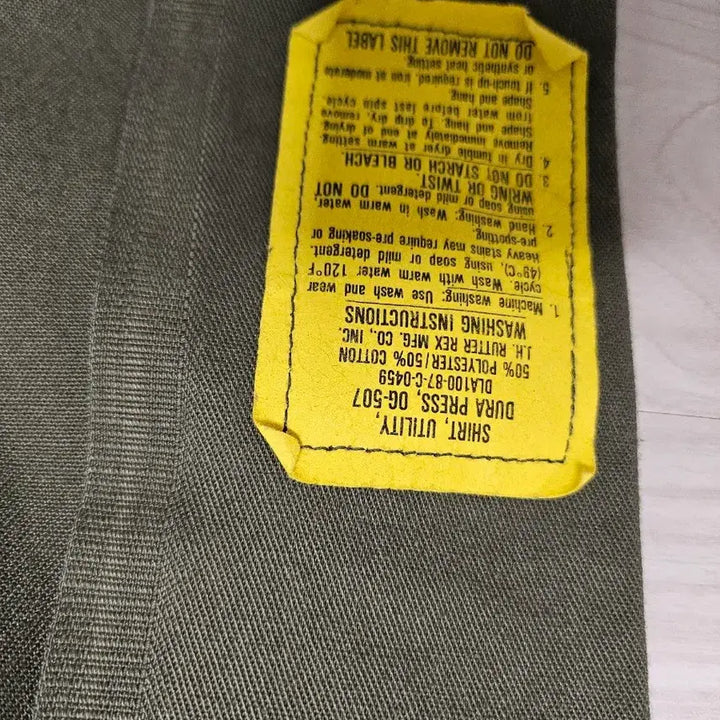 SHIRT, UTILITY,
DURA PRESS, OG-507
DLA100-87-C-0459
50% POLYESTER/50% COTTON
J.H. RUTTER REX MFG. CO., INC.
WASHING INSTRUCTIONS
1. Machine washing: Use wash and wear
cycle. Wash with warm water 120°F
(49°C), using soap or mild detergent.
Heavy stains may require pre-soaking or
pre-spotting.
2. Hand washing: Wash in warm water
using soap or mild detergent. DO NOT
WRING OR TWIST
3. DO NOT STARCH OR BLEACH.
4. Dry in tumble dryer at warm setting
Remove immediately at end of drying
Shape and hang. To drip dry, remove
from water before last spin cycle
Shape and hang
5. If touch-up is required, iron at moderate
or synthetic heat setting.
DO NOT REMOVE THIS LABEL